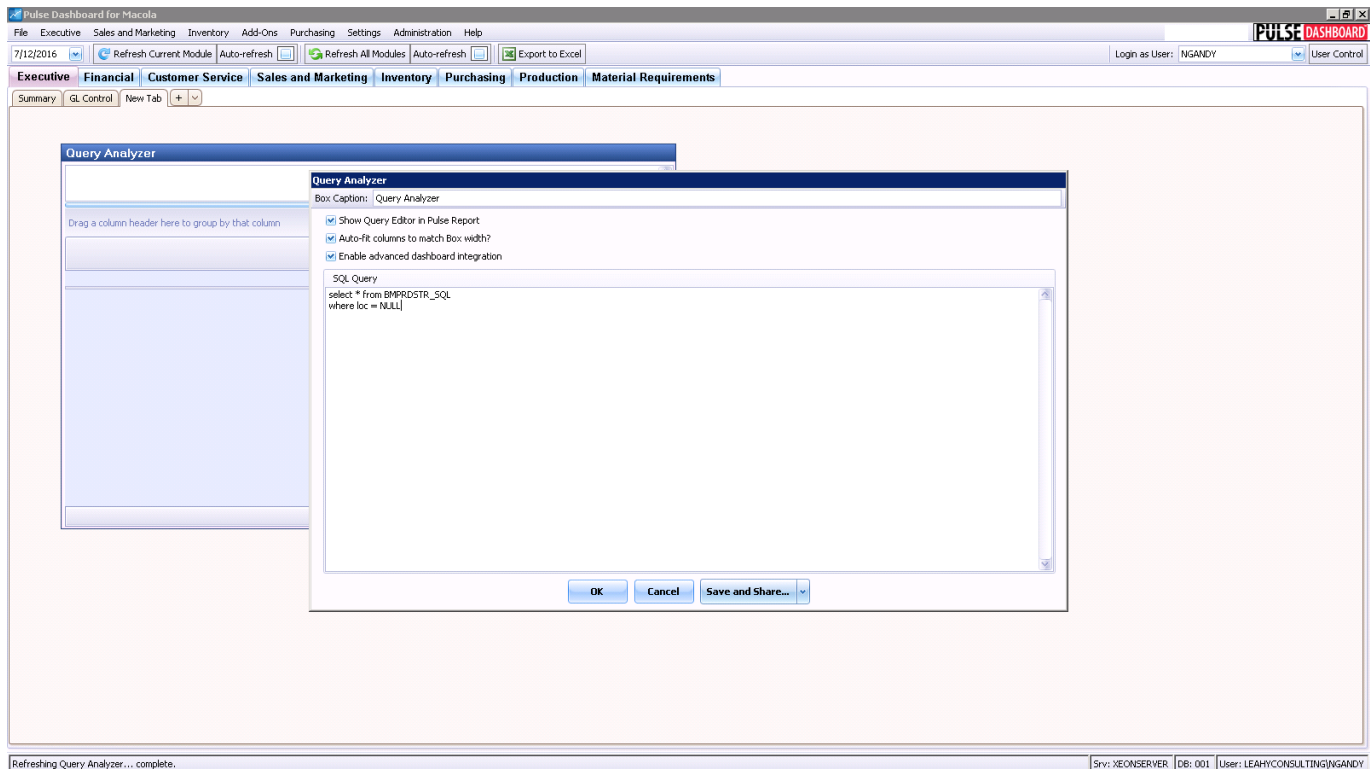 Pulse Dashboard for Macola
File Executive Sales and Marketing Inventory Add-Ons Purchasing Settings Administration Help
PULSE DASHBOARD
7/12/2016 Refresh Current Module Auto-refresh Refresh All Modules Auto-refresh Export to Excel Login as User: NGANDY User Control
Executive Financial Customer Service Sales and Marketing Inventory Purchasing Production Material Requirements
Summary GL Control New Tab +
Query Analyzer
Drag a column header here to group by that column
Query Analyzer
Box Caption: Query Analyzer
Show Query Editor in Pulse Report
Auto-fit columns to match Box width?
Enable advanced dashboard integration
SQL Query
select * from BMPRDSTR_SQL
where loc = NULL
OK Cancel Save and Share...
Refreshing Query Analyzer... complete. Srv: XEONSERVER DB: 001 User: LEAHYCONSULTING\NGANDY